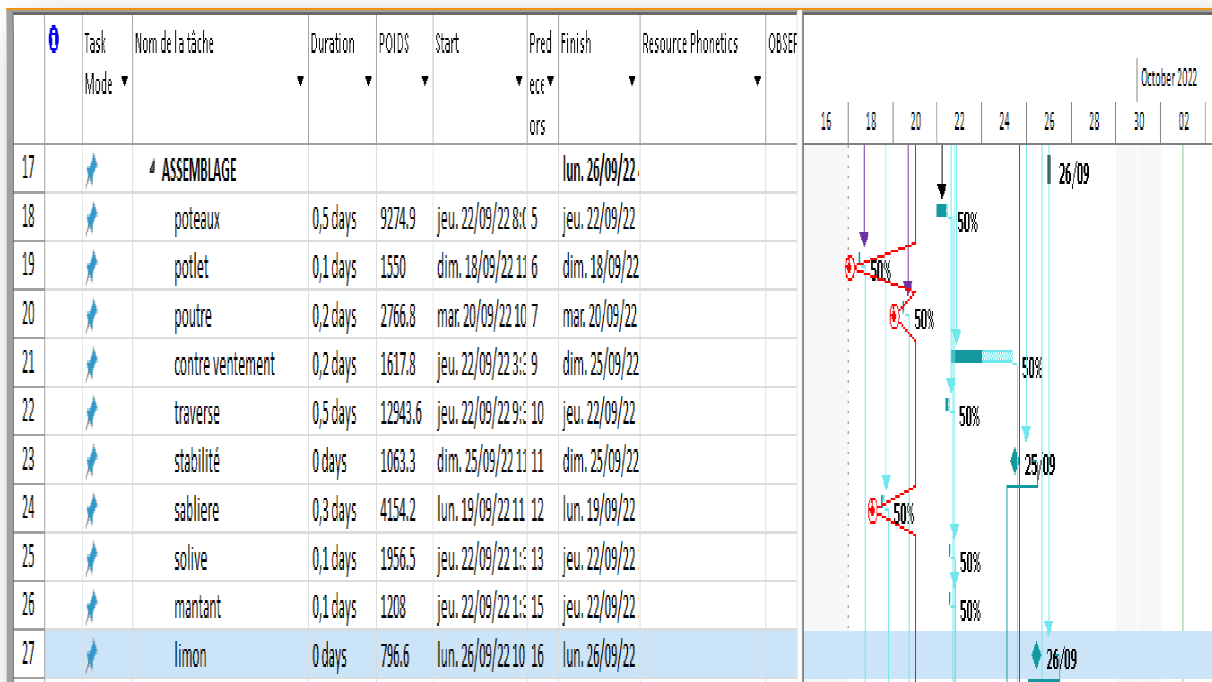 Task Mode Nom de la tâche Duration POIDS Start Pred ece ors Finish Resource Phonetics OBSEF
October 2022
16 18 20 22 24 26 28 30 02
17 ASSEMBLAGE lun. 26/09/22 26/09
18 poteaux 0,5 days 9274.9 jeu. 22/09/22 8:( 5 jeu. 22/09/22 50%
19 potlet 0,1 days 1550 dim. 18/09/22 11 6 dim. 18/09/22 50%
20 poutre 0,2 days 2766.8 mar. 20/09/22 10 7 mar. 20/09/22 50%
21 contre ventement 0,2 days 1617.8 jeu. 22/09/22 3:3 9 dim. 25/09/22 50%
22 traverse 0,5 days 12943.6 jeu. 22/09/22 9:3 10 jeu. 22/09/22 50%
23 stabilité 0 days 1063.3 dim. 25/09/22 11 11 dim. 25/09/22 25/09
24 sabliere 0,3 days 4154.2 lun. 19/09/22 11 12 lun. 19/09/22 50%
25 solive 0,1 days 1956.5 jeu. 22/09/22 1:3 13 jeu. 22/09/22 50%
26 mantant 0,1 days 1208 jeu. 22/09/22 1:3 15 jeu. 22/09/22 50%
27 limon 0 days 796.6 lun. 26/09/22 10 16 lun. 26/09/22 26/09